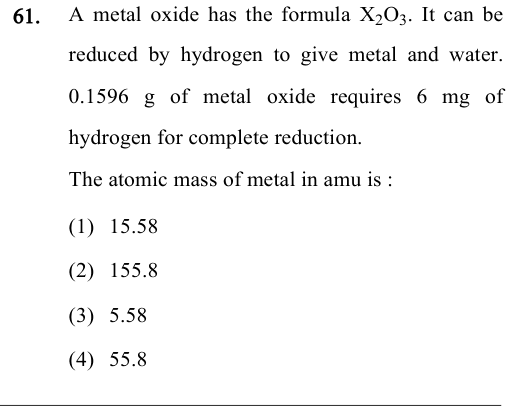 61. A metal oxide has the formula X₂O₃. It can be
reduced by hydrogen to give metal and water.
0.1596 g of metal oxide requires 6 mg of
hydrogen for complete reduction.
The atomic mass of metal in amu is :
(1) 15.58
(2) 155.8
(3) 5.58
(4) 55.8